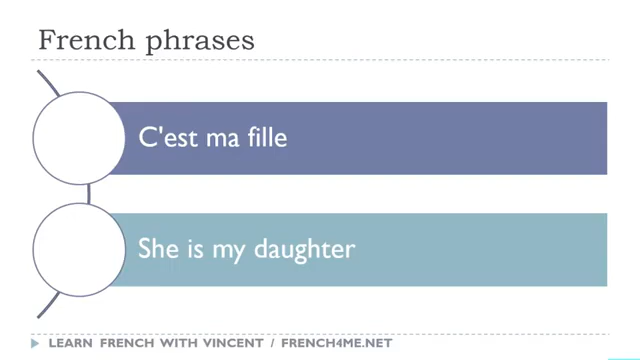 French phrases
C'est ma fille
She is my daughter
LEARN FRENCH WITH VINCENT / FRENCH4ME.NET